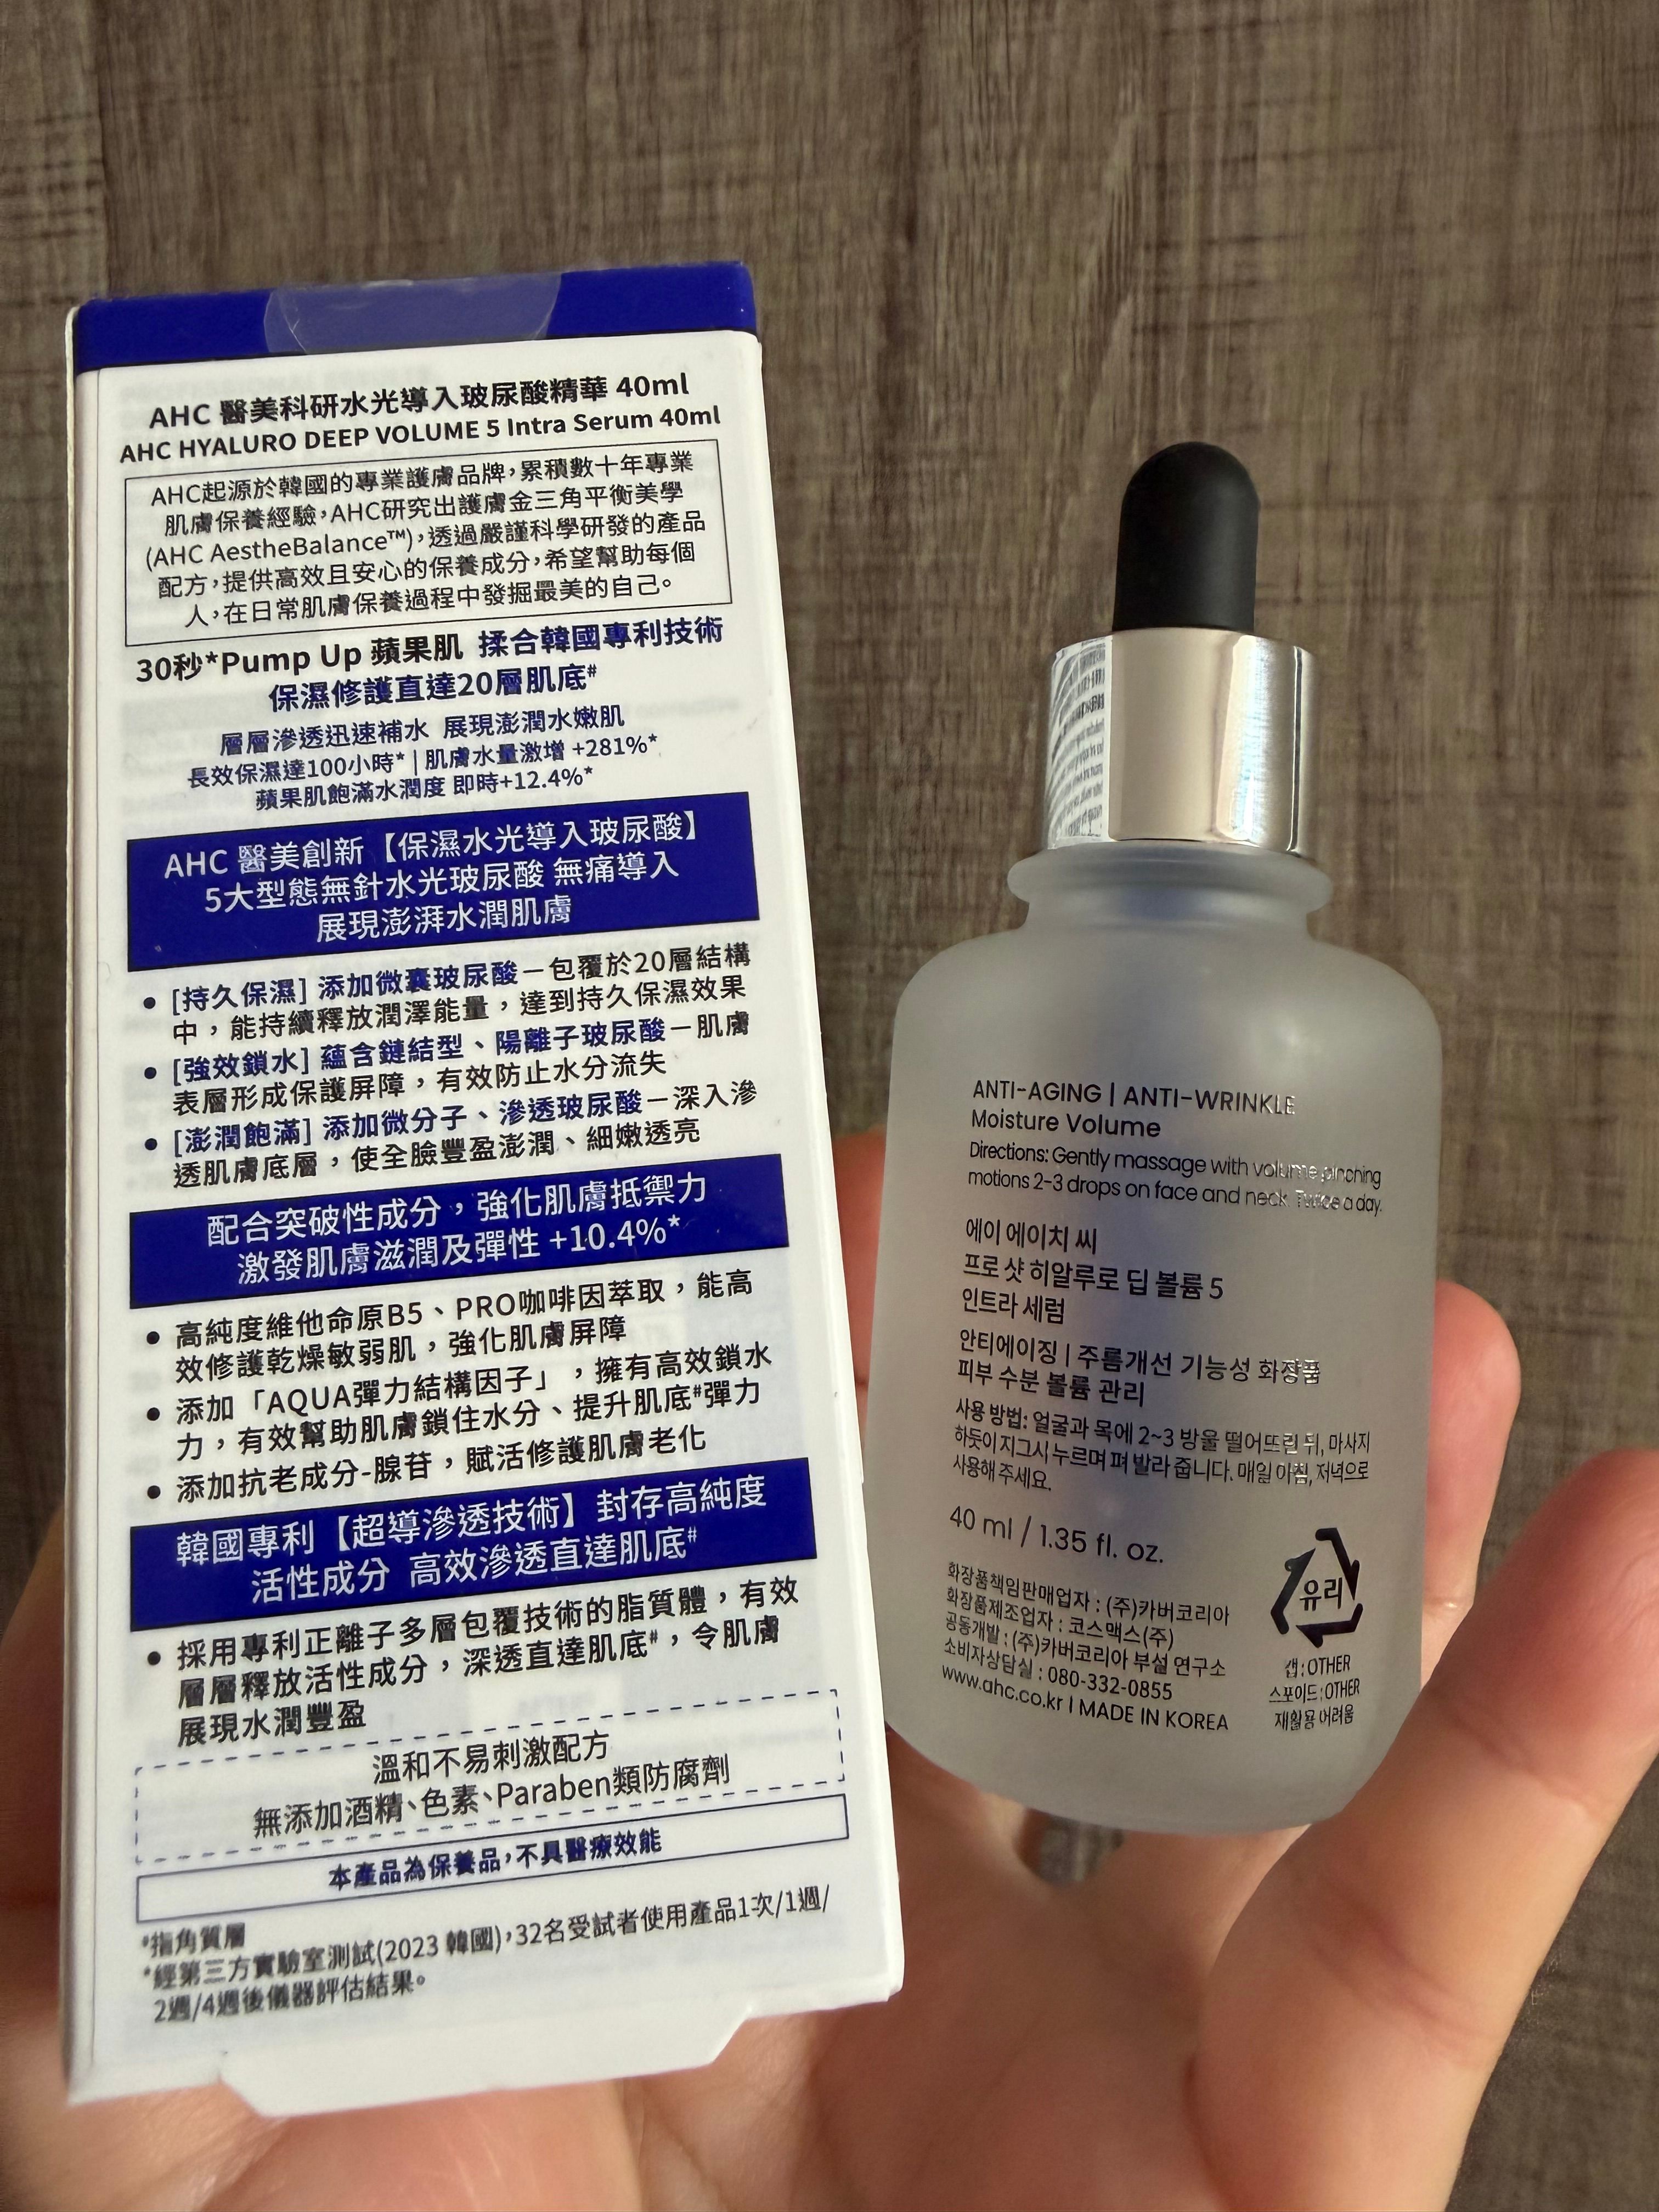 AHC 醫美科研水光導入玻尿酸精華 40ml
AHC HYALURO DEEP VOLUME 5 Intra Serum 40ml
AHC起源於韓國的專業護膚品牌，累積數十年專業
肌膚保養經驗，AHC研究出護膚金三角平衡美學
(AHC AestheBalance™)，透過嚴謹科學研發的產品
配方，提供高效且安心的保養成分，希望幫助每個
人，在日常肌膚保養過程中發掘最美的自己。
30秒*Pump Up 蘋果肌 揉合韓國專利技術
保濕修護直達20層肌底#
層層滲透迅速補水 展現澎潤水嫩肌
長效保濕達100小時* | 肌膚水量激增 +281%*
蘋果肌飽滿水潤度 即時+12.4%*
AHC 醫美創新【保濕水光導入玻尿酸】
5大型態無針水光玻尿酸 無痛導入
展現澎湃水潤肌膚
• [持久保濕] 添加微囊玻尿酸－包覆於20層結構
中，能持續釋放潤澤能量，達到持久保濕效果
• [強效鎖水] 蘊含鏈結型、陽離子玻尿酸－肌膚
表層形成保護屏障，有效防止水分流失
• [澎潤飽滿] 添加微分子、滲透玻尿酸－深入滲
透肌膚底層，使全臉豐盈澎潤、細嫩透亮
配合突破性成分，強化肌膚抵禦力
激發肌膚滋潤及彈性 +10.4%*
• 高純度維他命原B5、PRO咖啡因萃取，能高
效修護乾燥敏弱肌，強化肌膚屏障
• 添加「AQUA彈力結構因子」，擁有高效鎖水
力，有效幫助肌膚鎖住水分、提升肌底#彈力
• 添加抗老成分-腺苷，賦活修護肌膚老化
韓國專利【超導滲透技術】封存高純度
活性成分 高效滲透直達肌底#
• 採用專利正離子多層包覆技術的脂質體，有效
層層釋放活性成分，深透直達肌底#，令肌膚
展現水潤豐盈
溫和不易刺激配方
無添加酒精、色素、Paraben類防腐劑
本產品為保養品，不具醫療效能
#指角質層
*經第三方實驗室測試(2023 韓國)，32名受試者使用產品1次/1週/
2週/4週後儀器評估結果。
ANTI-AGING | ANTI-WRINKLE
Moisture Volume
Directions: Gently massage with volume pinching
motions 2-3 drops on face and neck. Twice a day.
에이 에이치 씨
프로 샷 히알루로 딥 볼륨 5
인트라 세럼
안티에이징 | 주름개선 기능성 화장품
피부 수분 볼륨 관리
사용 방법: 얼굴과 목에 2~3 방울 떨어뜨린 뒤, 마사지
하듯이 지그시 누르며 펴 발라 줍니다. 매일 아침, 저녁으로
사용해 주세요.
40 ml / 1.35 fl. oz.
화장품책임판매업자 : (주)카버코리아
화장품제조업자 : 코스맥스(주)
공동개발 : (주)카버코리아 부설 연구소
소비자상담실 : 080-332-0855
www.ahc.co.kr I MADE IN KOREA
유리
캡 : OTHER
스포이드 : OTHER
재활용 어려움